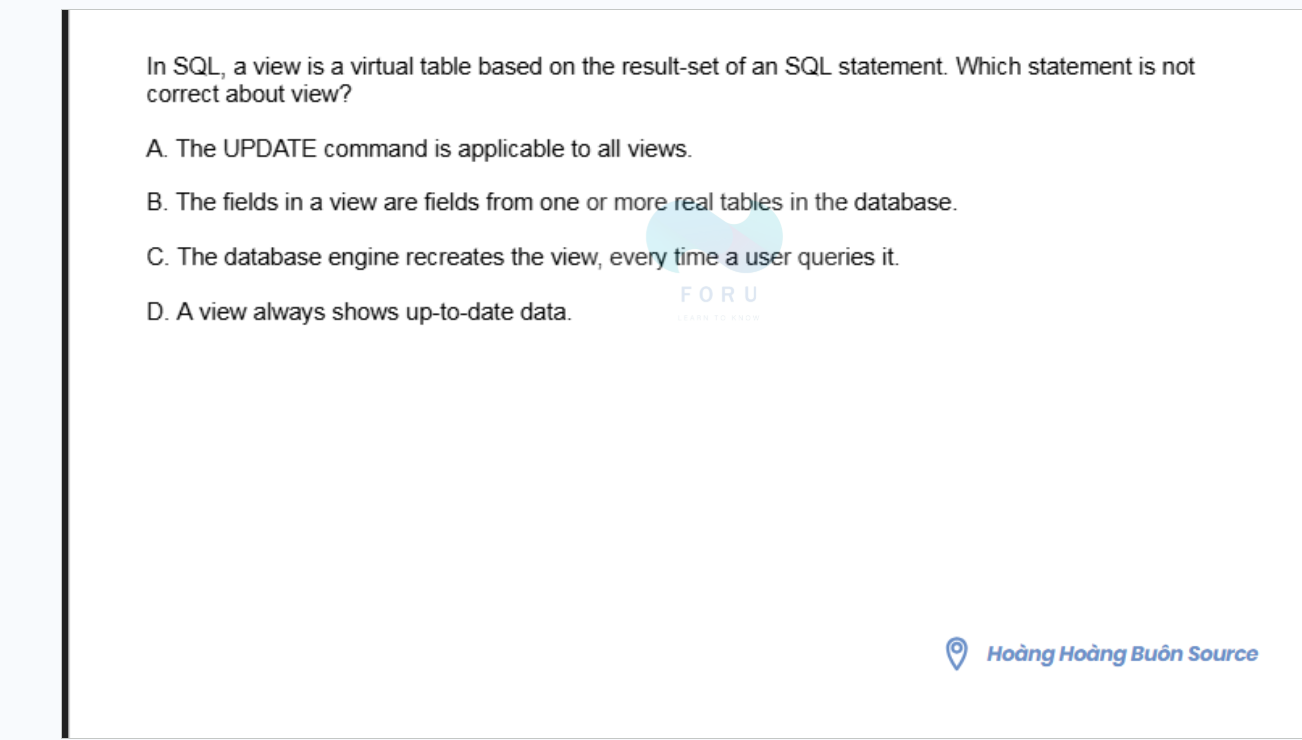 In SQL, a view is a virtual table based on the result-set of an SQL statement. Which statement is not
correct about view?
A. The UPDATE command is applicable to all views.
B. The fields in a view are fields from one or more real tables in the database.
C. The database engine recreates the view, every time a user queries it.
FORU
LEARN TO KNOW
D. A view always shows up-to-date data.
Hoàng Hoàng Buôn Source